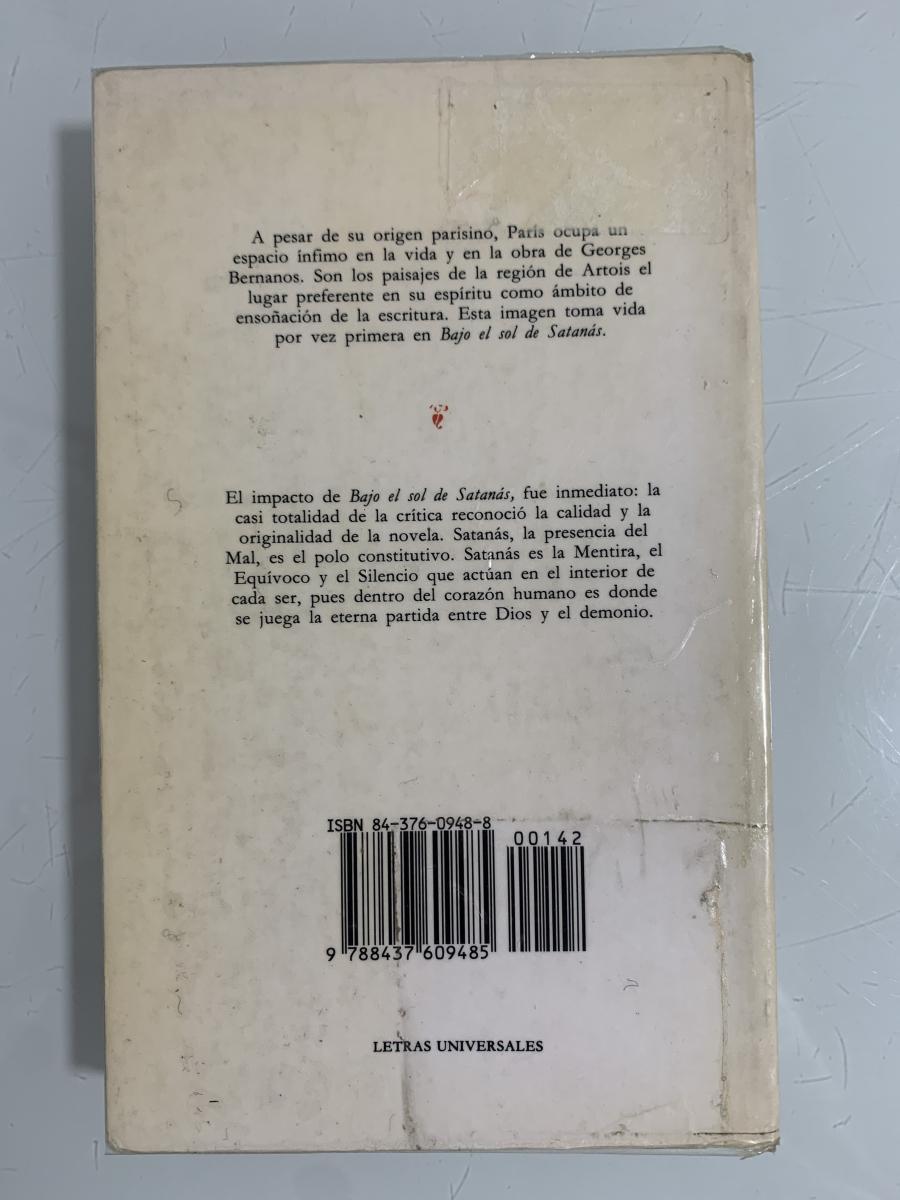 A pesar de su origen parisino, París ocupa un
espacio ínfimo en la vida y en la obra de Georges
Bernanos. Son los paisajes de la región de Artois el
lugar preferente en su espíritu como ámbito de
ensoñación de la escritura. Esta imagen toma vida
por vez primera en Bajo el sol de Satanás.
El impacto de Bajo el sol de Satanás, fue inmediato: la
casi totalidad de la crítica reconoció la calidad y la
originalidad de la novela. Satanás, la presencia del
Mal, es el polo constitutivo. Satanás es la Mentira, el
Equívoco y el Silencio que actúan en el interior de
cada ser, pues dentro del corazón humano es donde
se juega la eterna partida entre Dios y el demonio.
ISBN 84-376-0948-8
00142
9 788437 609485
LETRAS UNIVERSALES